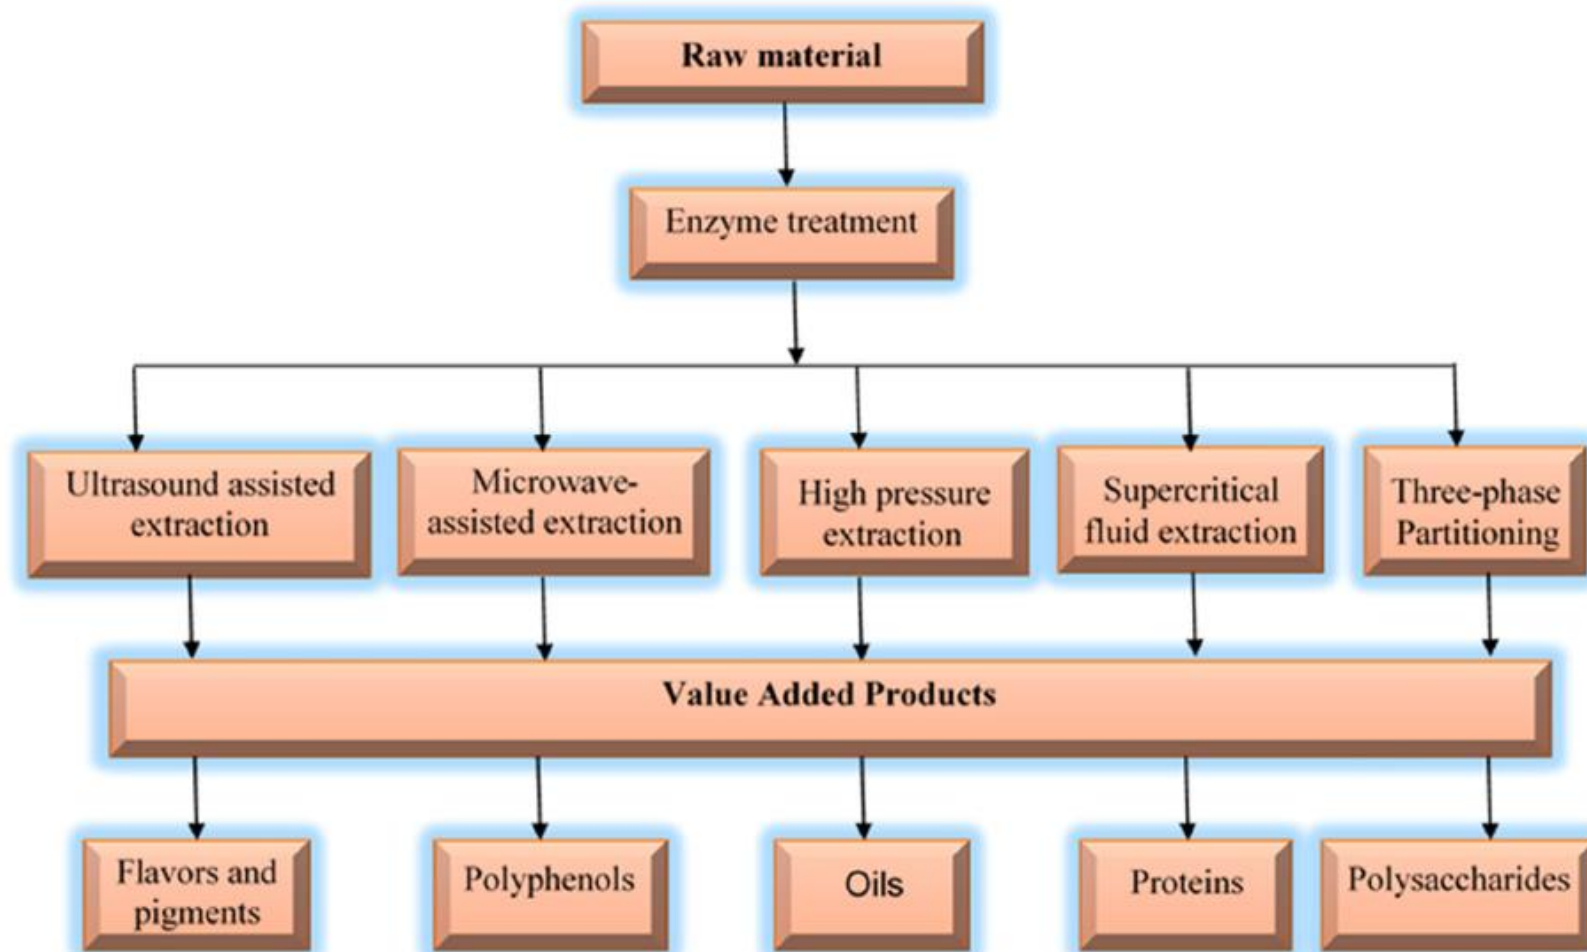 Raw material
Enzyme treatment
Ultrasound assisted
extraction
Microwave-
assisted extraction
High pressure
extraction
Supercritical
fluid extraction
Three-phase
Partitioning
Value Added Products
Flavors and
pigments
Polyphenols
Oils
Proteins
Polysaccharides